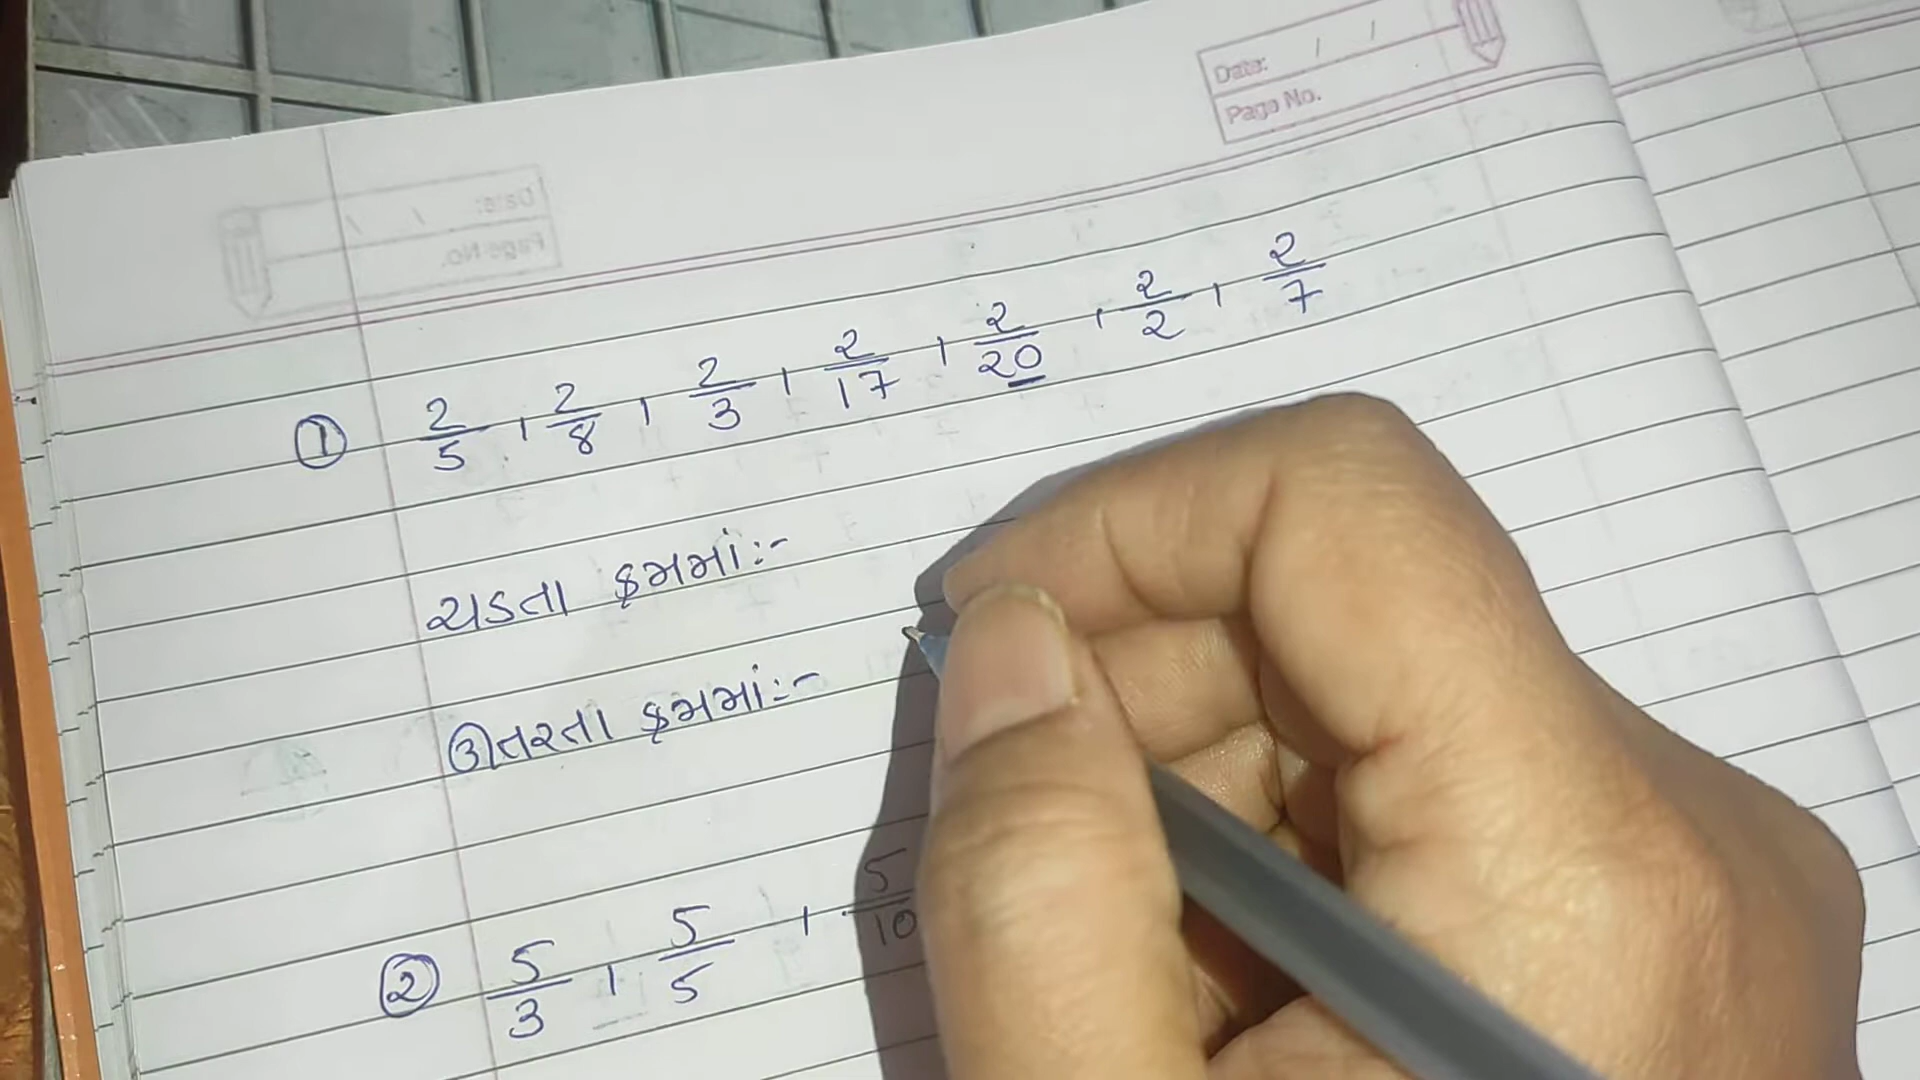 Date: / /
Page No.
① 2/5 , 2/8 , 2/3 , 2/17 , 2/20 , 2/2 , 2/7
ચડતા ક્રમમાં:-
ઊતરતા ક્રમમાં:-
② 5/3 , 5/5 , 5/10